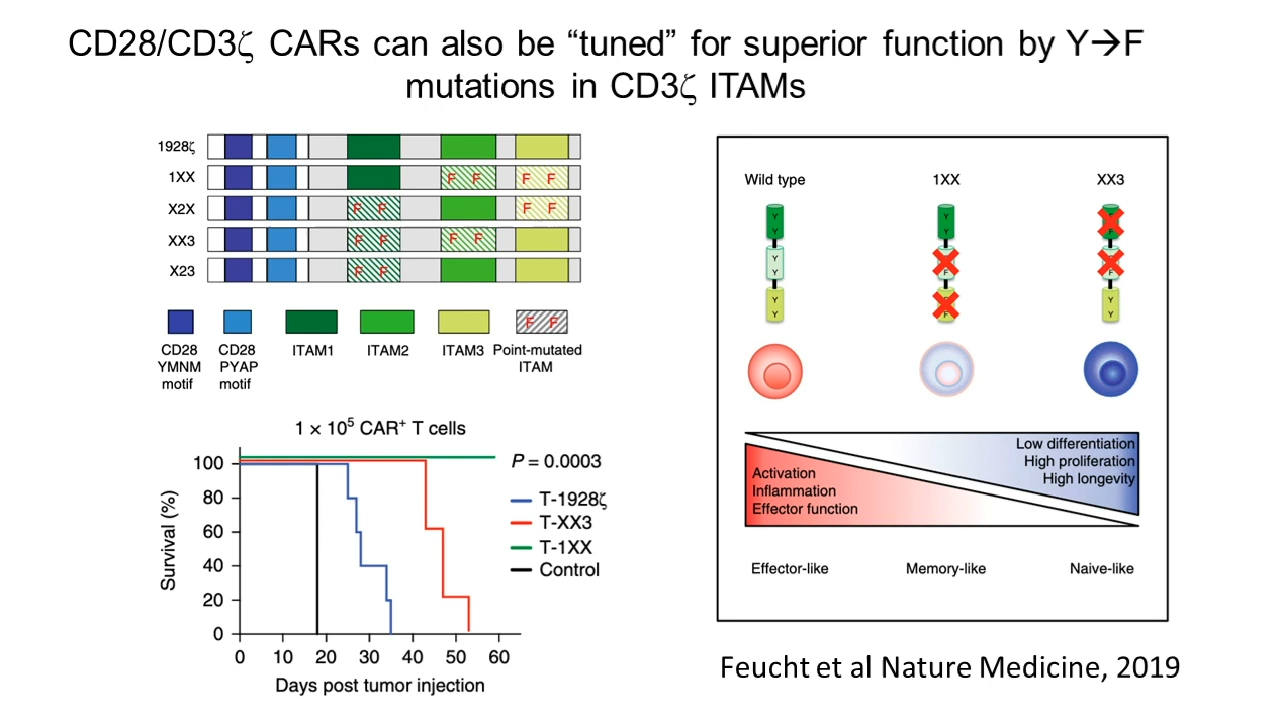 CD28/CD3ζ CARs can also be “tuned” for superior function by Y→F
mutations in CD3ζ ITAMs
1928ζ
1XX
F F F F
X2X
F F F F
XX3
F F F F
X23
F F
F F
CD28
YMNM
motif
CD28
PYAP
motif
ITAM1
ITAM2
ITAM3
Point-mutated
ITAM
1 × 10⁵ CAR⁺ T cells
Survival (%)
100
80
60
40
20
0
0 10 20 30 40 50 60
Days post tumor injection
P = 0.0003
T-1928ζ
T-XX3
T-1XX
Control
Wild type
1XX
XX3
Low differentiation
High proliferation
High longevity
Activation
Inflammation
Effector function
Effector-like
Memory-like
Naive-like
Feucht et al Nature Medicine, 2019